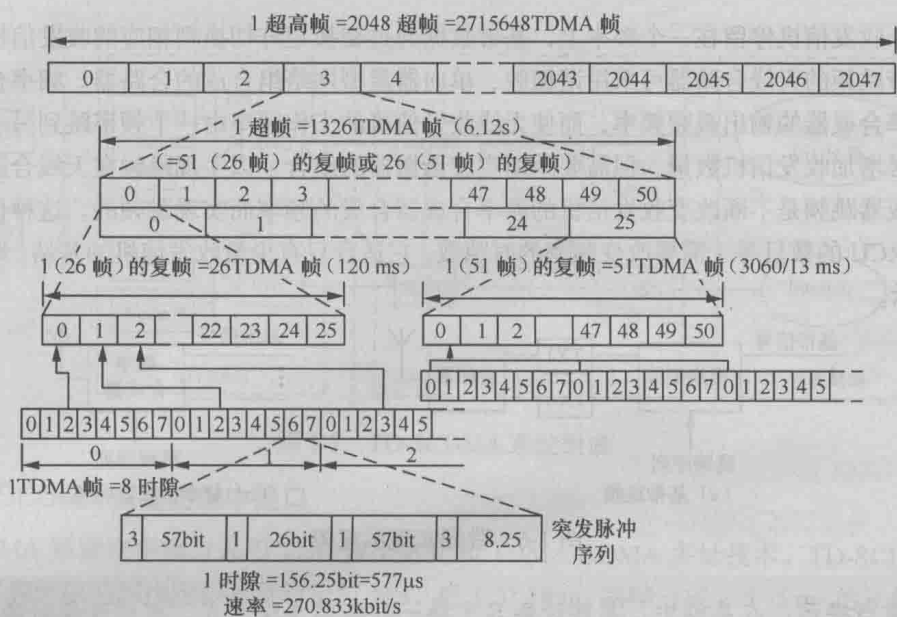 1 超高帧 =2048 超帧 =2715648TDMA 帧
0 1 2 3 4 2043 2044 2045 2046 2047
1 超帧 =1326TDMA 帧 (6.12s)
(=51 (26 帧) 的复帧或 26 (51 帧) 的复帧)
0 1 2 3 47 48 49 50
0 1 24 25
1 (26 帧) 的复帧 =26TDMA 帧 (120 ms)
1 (51 帧) 的复帧 =51TDMA 帧 (3060/13 ms)
0 1 2 22 23 24 25
0 1 2 47 48 49 50
0 1 2 3 4 5 6 7 0 1 2 3 4 5 6 7 0 1 2 3 4 5
0 1 2 3 4 5 6 7 0 1 2 3 4 5 6 7 0 1 2 3 4 5
0 2
1TDMA帧 =8 时隙
3 57bit 1 26bit 1 57bit 3 8.25
突发脉冲
序列
1 时隙 =156.25bit=577μs
速率 =270.833kbit/s